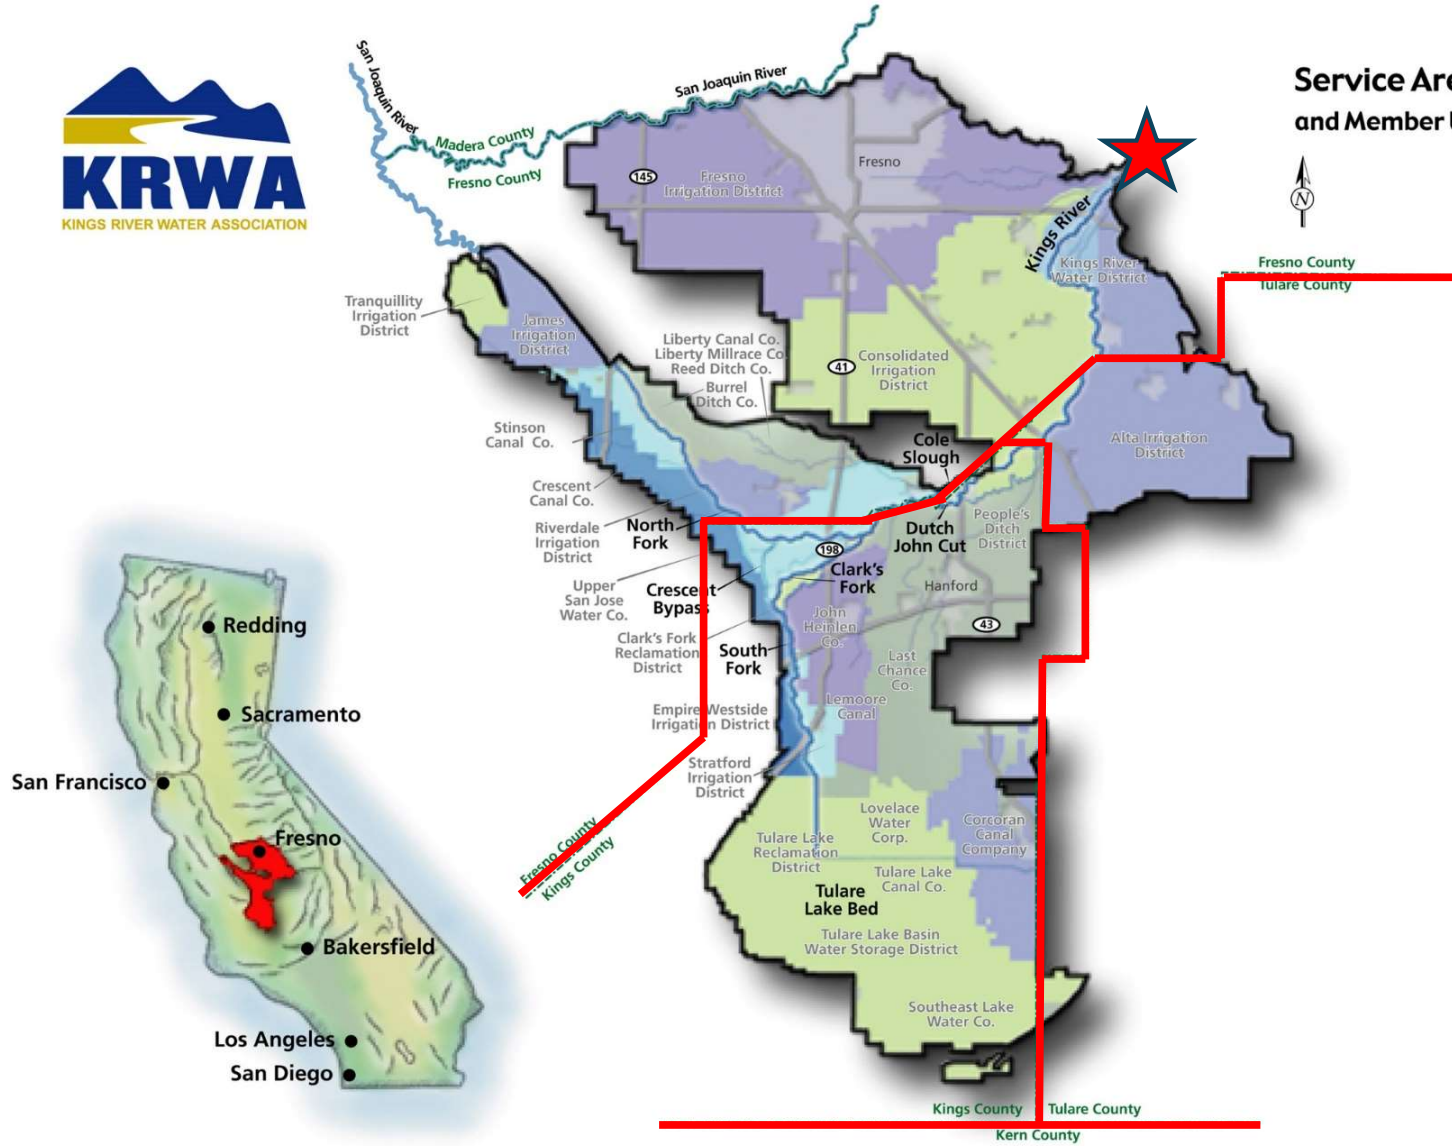 KRWA
KINGS RIVER WATER ASSOCIATION
Service Are
and Member
N
San Joaquin River
San Joaquin River
Madera County
Fresno County
145
Fresno
Irrigation District
Fresno
Kings River
Kings River
Water District
Fresno County
Tulare County
Tranquillity
Irrigation
District
James
Irrigation
District
Liberty Canal Co.
Liberty Millrace Co.
Reed Ditch Co.
Burrel
Ditch Co.
41
Consolidated
Irrigation
District
Stinson
Canal Co.
Cole
Slough
Alta Irrigation
District
Crescent
Canal Co.
Riverdale
Irrigation
District
North
Fork
Dutch
John Cut
People's
Ditch
District
198
Upper
San Jose
Water Co.
Crescent
Bypass
Clark's
Fork
Hanford
John
Heinlen
Co.
43
Clark's Fork
Reclamation
District
South
Fork
Last
Chance
Co.
Lemoore
Canal
Empire Westside
Irrigation District
Stratford
Irrigation
District
Fresno County
Kings County
Lovelace
Water
Corp.
Corcoran
Canal
Company
Tulare Lake
Reclamation
District
Tulare Lake
Canal Co.
Tulare
Lake Bed
Tulare Lake Basin
Water Storage District
Southeast Lake
Water Co.
Kings County
Tulare County
Kern County
Redding
Sacramento
San Francisco
Fresno
Bakersfield
Los Angeles
San Diego